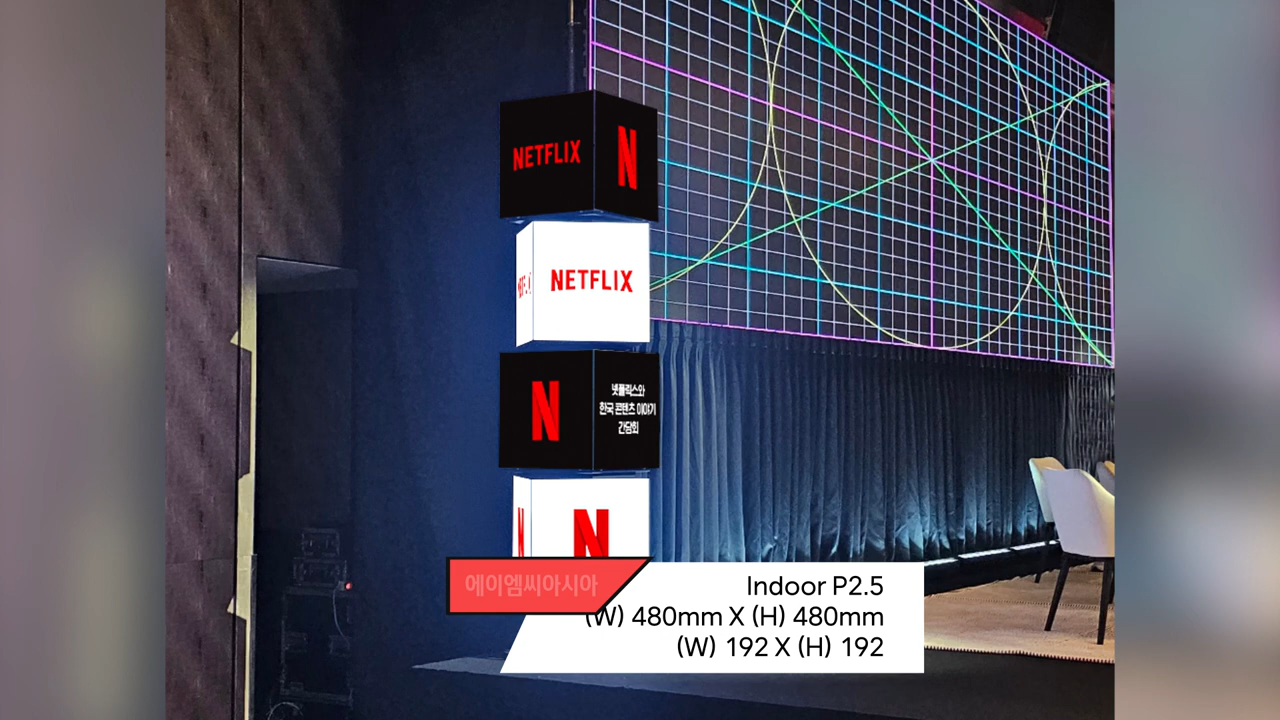 NETFLIX
N
NETFLIX
N
넷플릭스와
한국 콘텐츠 이야기
간담회
N
N
에이엠씨아시아
Indoor P2.5
(W) 480mm X (H) 480mm
(W) 192 X (H) 192